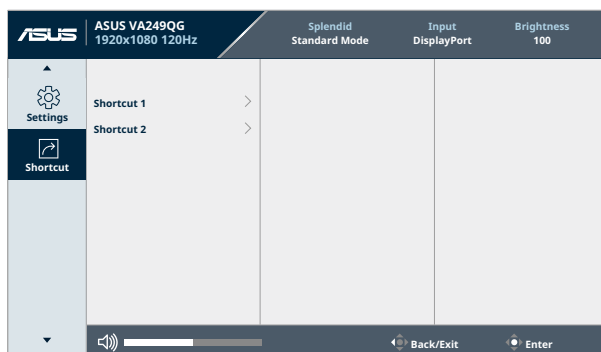 ASUS
ASUS VA249QG
1920x1080 120Hz
Splendid
Standard Mode
Input
DisplayPort
Brightness
100
Settings
Shortcut
Shortcut 1
Shortcut 2
Back/Exit
Enter